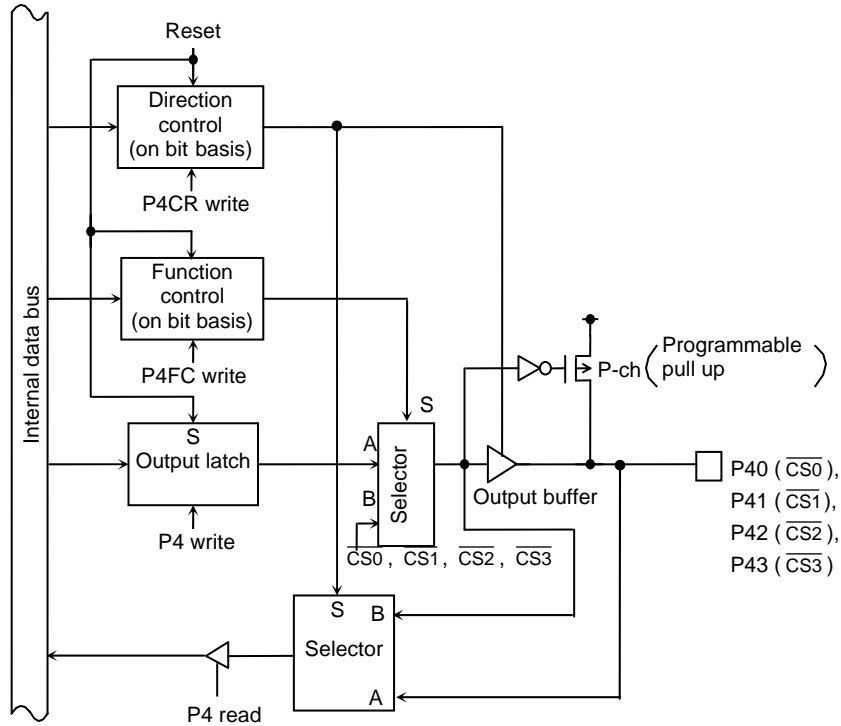 Reset
Direction
control
(on bit basis)
P4CR write
Function
control
(on bit basis)
P4FC write
Internal data bus
S
Output latch
P4 write
S
A
B
Selector
CS0, CS1, CS2, CS3
Output buffer
P-ch (Programmable
pull up)
P40 (CS0),
P41 (CS1),
P42 (CS2),
P43 (CS3)
S
B
Selector
A
P4 read